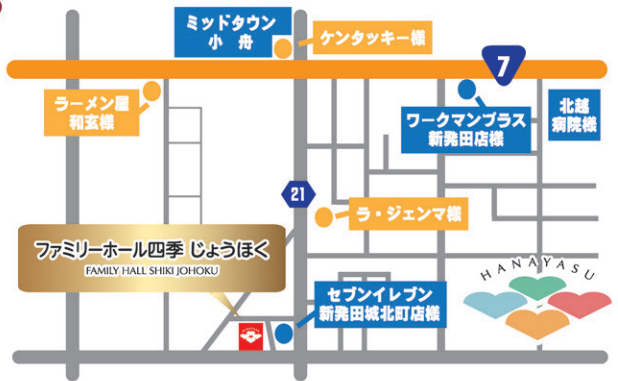 ミッドタウン
小舟
ケンタッキー様
7
ラーメン屋
和玄様
ワークマンプラス
新発田店様
北越
病院様
21
ラ・ジェンマ様
ファミリーホール四季 じょうほく
FAMILY HALL SHIKI JOHOKU
HANAYASU
セブンイレブン
新発田城北町店様